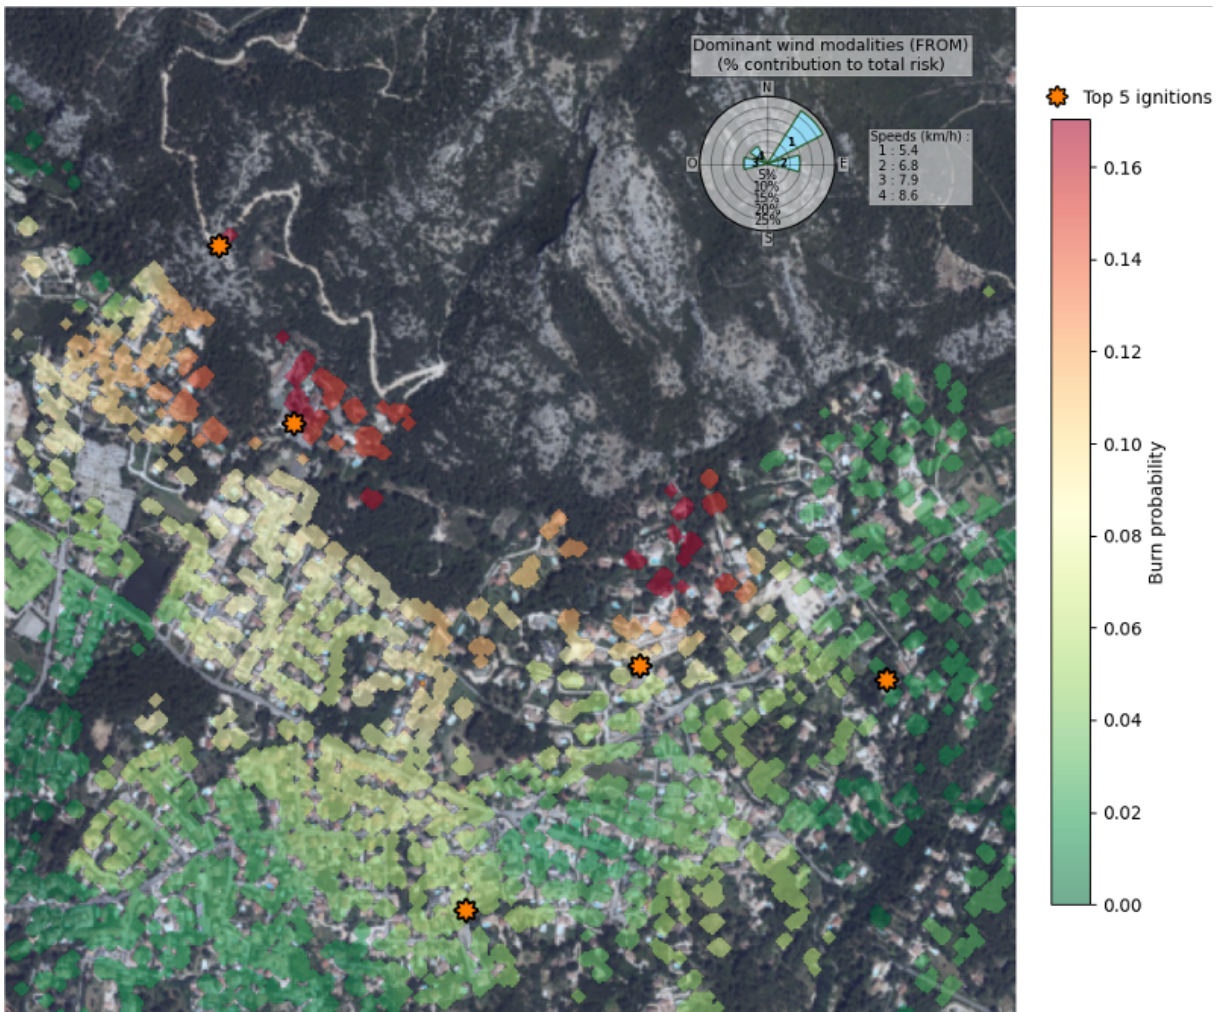 Dominant wind modalities (FROM)
(% contribution to total risk)
N
O
E
S
1
2
3
4
5%
10%
15%
20%
25%
Speeds (km/h) :
1 : 5.4
2 : 6.8
3 : 7.9
4 : 8.6
Top 5 ignitions
0.16
0.14
0.12
0.10
0.08
0.06
0.04
0.02
0.00
Burn probability